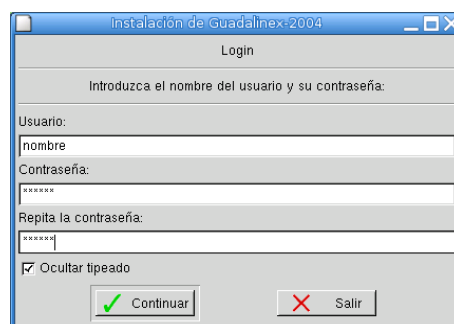 Instalación de Guadalinex-2004
Login
Introduzca el nombre del usuario y su contraseña:
Usuario:
nombre
Contraseña:
******
Repita la contraseña:
******
Ocultar tipeado
Continuar
Salir